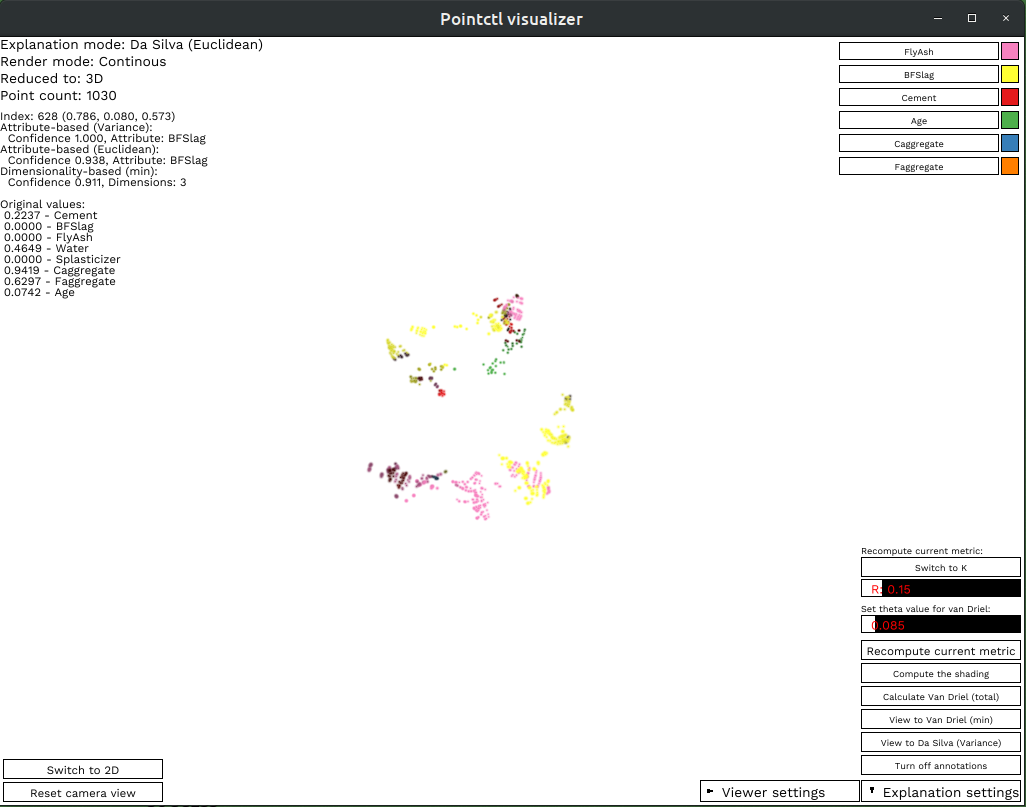 Pointctl visualizer
Explanation mode: Da Silva (Euclidean)
Render mode: Continous
Reduced to: 3D
Point count: 1030
Index: 628 (0.786, 0.080, 0.573)
Attribute-based (Variance):
Confidence 1.000, Attribute: BFSlag
Attribute-based (Euclidean):
Confidence 0.938, Attribute: BFSlag
Dimensionality-based (min):
Confidence 0.911, Dimensions: 3
Original values:
0.2237 - Cement
0.0000 - BFSlag
0.0000 - FlyAsh
0.4649 - Water
0.0000 - Splasticizer
0.9419 - Caggregate
0.6297 - Faggregate
0.0742 - Age
FlyAsh
BFSlag
Cement
Age
Caggregate
Faggregate
Recompute current metric:
Switch to K
R: 0.15
Set theta value for van Driel:
0.085
Recompute current metric
Compute the shading
Calculate Van Driel (total)
View to Van Driel (min)
View to Da Silva (Variance)
Turn off annotations
Switch to 2D
Reset camera view
Viewer settings
Explanation settings